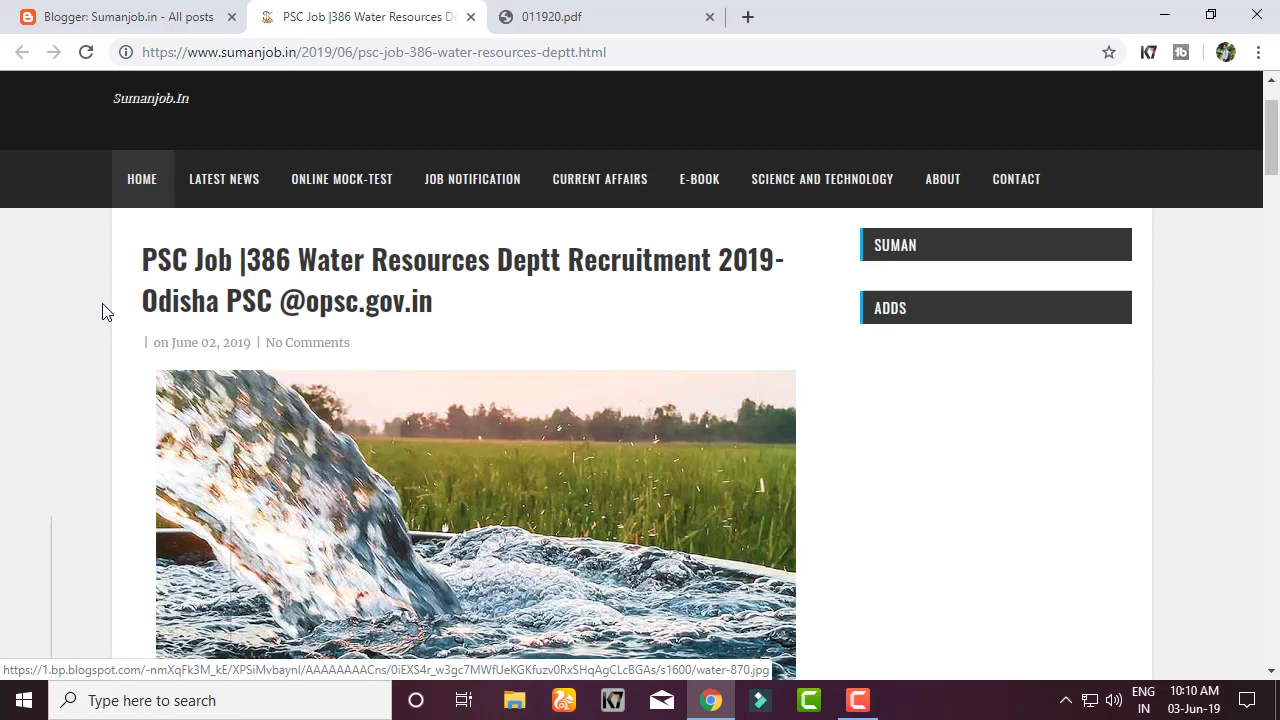 Blogger: Sumanjob.in - All posts
PSC Job |386 Water Resources De
011920.pdf
https://www.sumanjob.in/2019/06/psc-job-386-water-resources-deptt.html
Sumanjob.In
HOME LATEST NEWS ONLINE MOCK-TEST JOB NOTIFICATION CURRENT AFFAIRS E-BOOK SCIENCE AND TECHNOLOGY ABOUT CONTACT
PSC Job |386 Water Resources Deptt Recruitment 2019-
Odisha PSC @opsc.gov.in
| on June 02, 2019 | No Comments
SUMAN
ADDS
https://1.bp.blogspot.com/-nmXqFk3M_kE/XPSiMvbaynI/AAAAAAAACns/0iEXS4r_w3gc7MWfUeKGKfuzv0RxSHqAgCLcBGAs/s1600/water-870.jpg
Type here to search
ENG
IN
10:10 AM
03-Jun-19